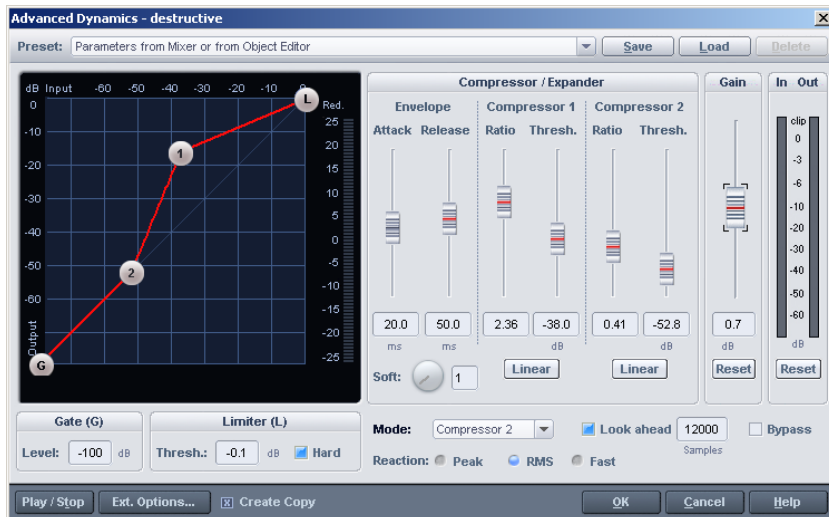 Advanced Dynamics - destructive
Preset: Parameters from Mixer or from Object Editor Save Load Delete
dB Input -60 -50 -40 -30 -20 -10 0 Red.
0
-10
-20
-30
-40
-50
-60
Output
L
1
2
G
25
20
15
10
5
0
-5
-10
-15
-20
-25
Compressor / Expander
Envelope Compressor 1 Compressor 2
Attack Release Ratio Thresh. Ratio Thresh.
20.0 50.0 2.36 -38.0 0.41 -52.8
ms ms dB dB
Soft: 1 Linear Linear
Gain
0.7
dB
Reset
In Out
clip
0
-3
-6
-10
-20
-30
-40
-50
-60
dB
Reset
Gate (G)
Level: -100 dB
Limiter (L)
Thresh.: -0.1 dB Hard
Mode: Compressor 2 Look ahead 12000 Bypass
Samples
Reaction: Peak RMS Fast
Play / Stop Ext. Options... x Create Copy OK Cancel Help